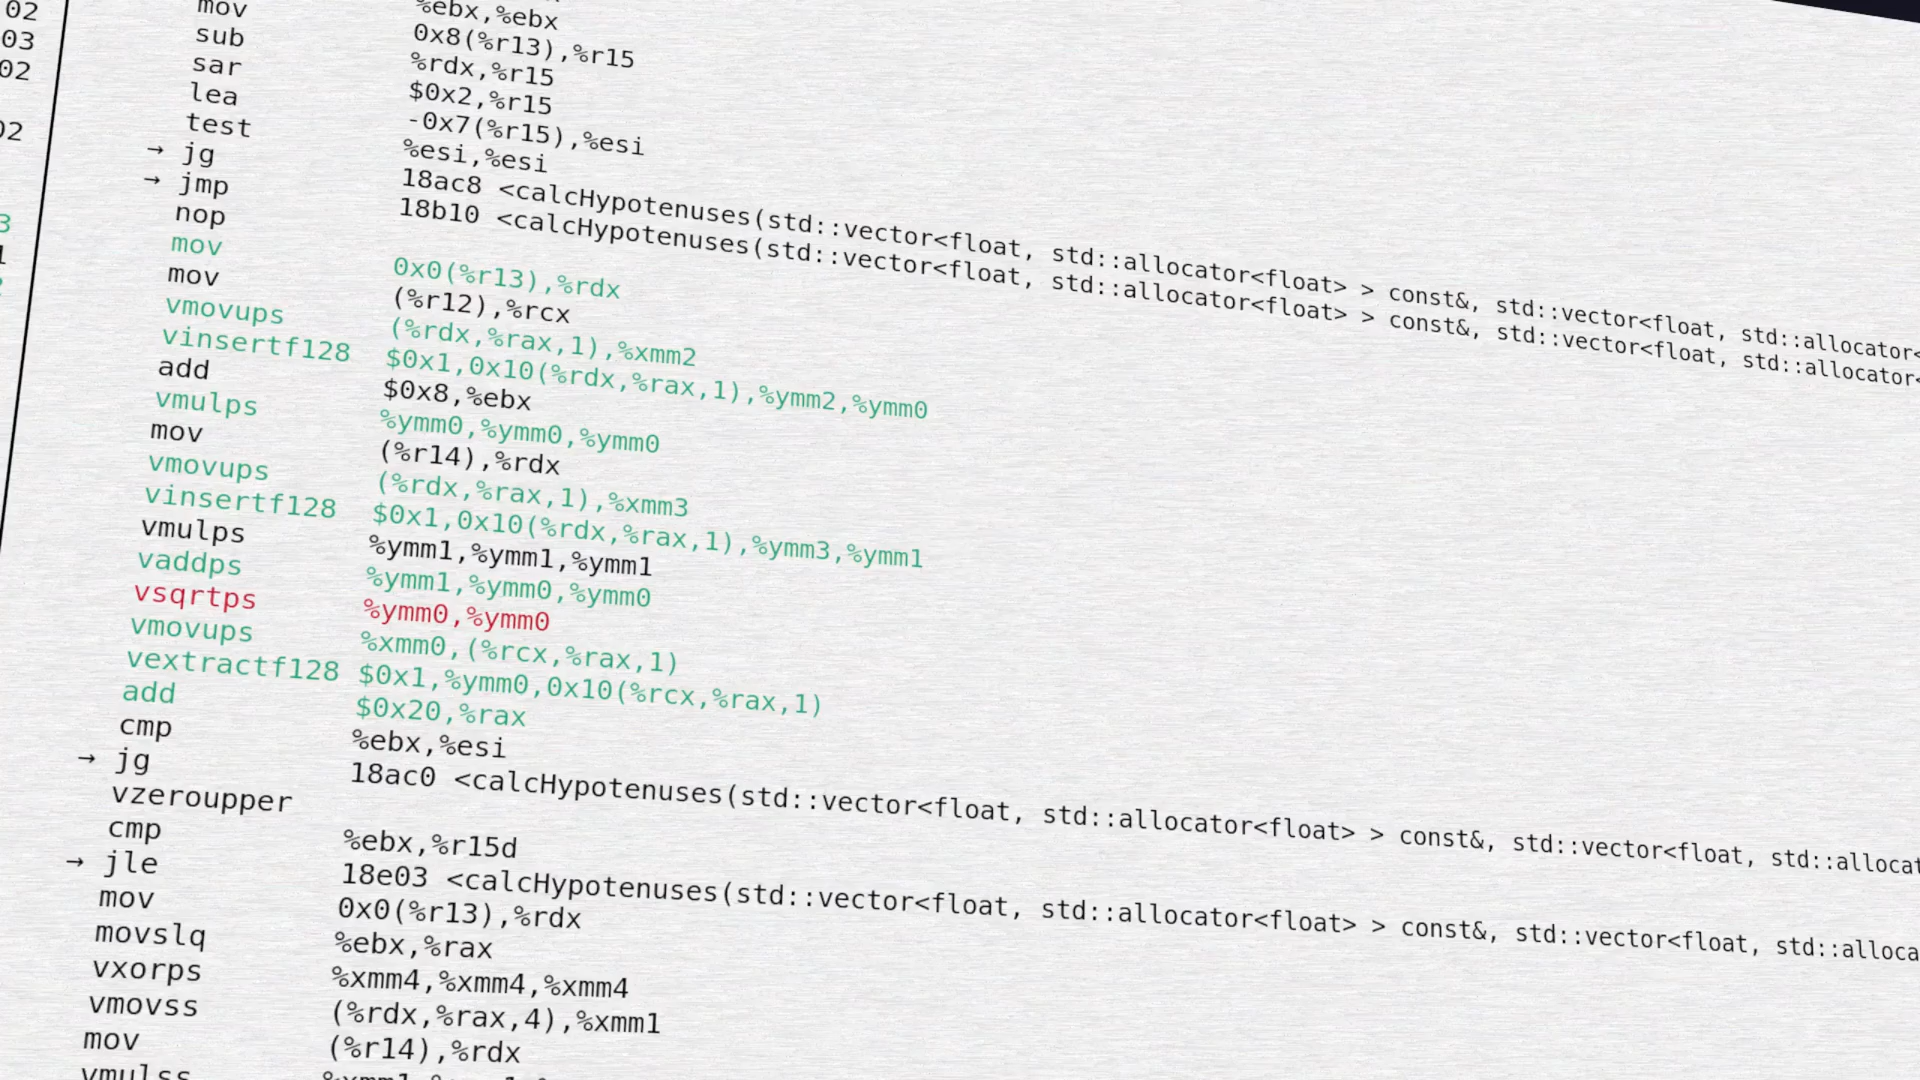 %ebx,%ebx
mov 0x8(%r13),%r15
02 sub %rdx,%r15
03 sar $0x2,%r15
02 lea -0x7(%r15),%esi
test %esi,%esi
02 → jg 18ac8 <calcHypotenuses(std::vector<float, std::allocator<float> > const&, std::vector<float, std::allocator<
→ jmp 18b10 <calcHypotenuses(std::vector<float, std::allocator<float> > const&, std::vector<float, std::allocator<
nop
3 mov 0x0(%r13),%rdx
1 mov (%r12),%rcx
vmovups (%rdx,%rax,1),%xmm2
vinsertf128 $0x1,0x10(%rdx,%rax,1),%ymm2,%ymm0
add $0x8,%ebx
vmulps %ymm0,%ymm0,%ymm0
mov (%r14),%rdx
vmovups (%rdx,%rax,1),%xmm3
vinsertf128 $0x1,0x10(%rdx,%rax,1),%ymm3,%ymm1
vmulps %ymm1,%ymm1,%ymm1
vaddps %ymm1,%ymm0,%ymm0
vsqrtps %ymm0,%ymm0
vmovups %xmm0,(%rcx,%rax,1)
vextractf128 $0x1,%ymm0,0x10(%rcx,%rax,1)
add $0x20,%rax
cmp %ebx,%esi
→ jg 18ac0 <calcHypotenuses(std::vector<float, std::allocator<float> > const&, std::vector<float, std::allocat
vzeroupper
cmp %ebx,%r15d
→ jle 18e03 <calcHypotenuses(std::vector<float, std::allocator<float> > const&, std::vector<float, std::alloca
mov 0x0(%r13),%rdx
movslq %ebx,%rax
vxorps %xmm4,%xmm4,%xmm4
vmovss (%rdx,%rax,4),%xmm1
mov (%r14),%rdx
vmulss